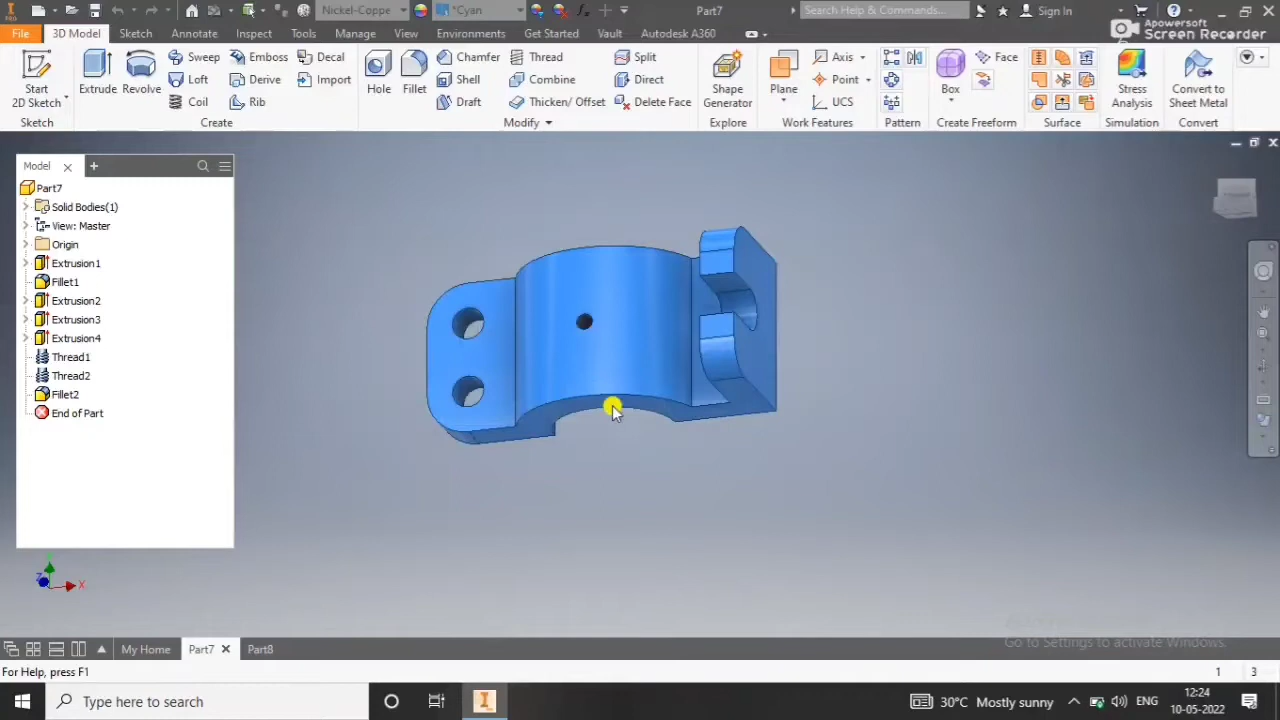 Nickel-Coppe
*Cyan
Part7
Search Help & Commands...
Sign In
PRO
Apowersoft
Screen Recorder
File
3D Model
Sketch
Annotate
Inspect
Tools
Manage
View
Environments
Get Started
Vault
Autodesk A360
Start
2D Sketch
Extrude
Revolve
Sweep
Loft
Coil
Emboss
Derive
Rib
Decal
Import
Hole
Fillet
Chamfer
Shell
Draft
Thread
Combine
Thicken/ Offset
Split
Direct
Delete Face
Shape
Generator
Plane
Axis
Point
UCS
Box
Face
Stress
Analysis
Convert to
Sheet Metal
Sketch
Create
Modify
Explore
Work Features
Pattern
Create Freeform
Surface
Simulation
Convert
Model
Part7
Solid Bodies(1)
View: Master
Origin
Extrusion1
Fillet1
Extrusion2
Extrusion3
Extrusion4
Thread1
Thread2
Fillet2
End of Part
Y
Z
X
Go to Settings to activate Windows.
My Home
Part7
Part8
For Help, press F1
1
3
Type here to search
30°C Mostly sunny
ENG
12:24
10-05-2022